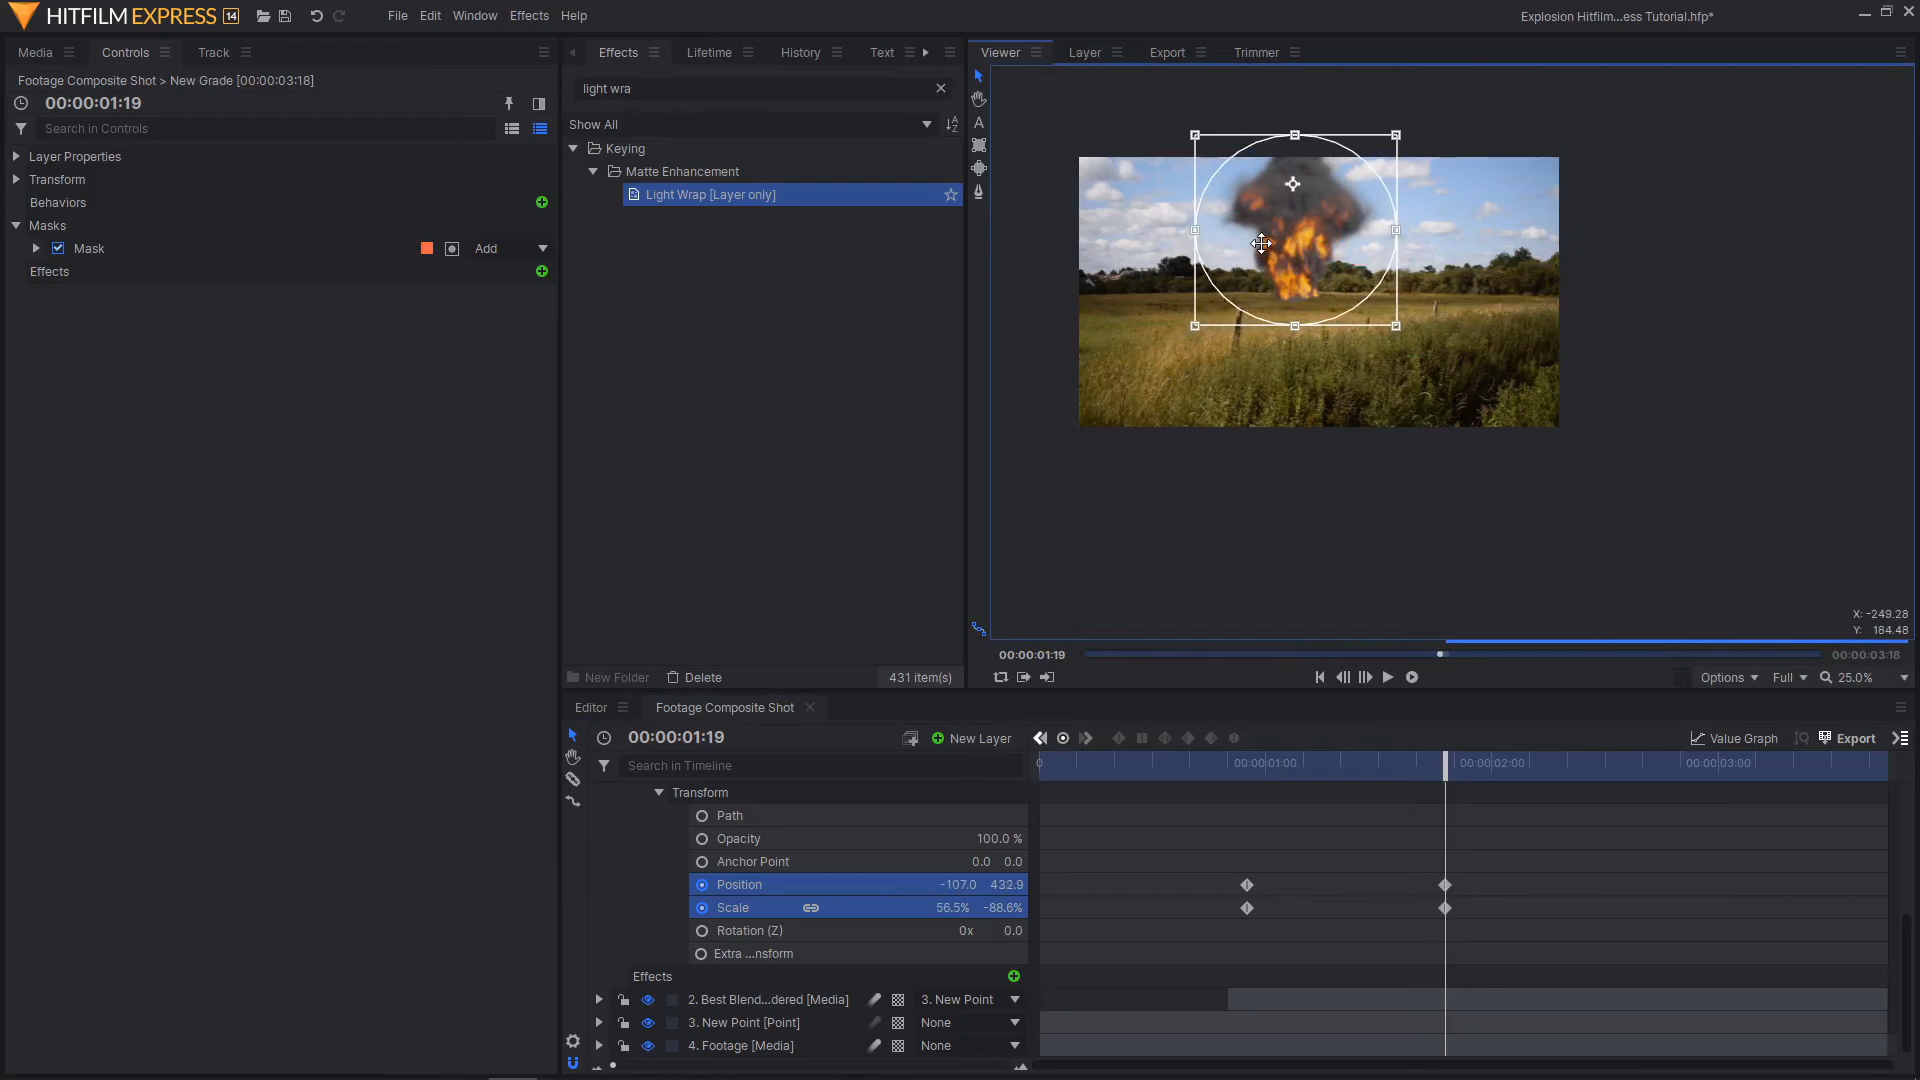 HITFILM EXPRESS 14
File Edit Window Effects Help
Explosion Hitfilm...ess Tutorial.hfp*
Media Controls Track
Footage Composite Shot > New Grade [00:00:03:18]
00:00:01:19
Search in Controls
Layer Properties
Transform
Behaviors
Masks
Mask Add
Effects
Effects Lifetime History Text
light wra
Show All
Keying
Matte Enhancement
Light Wrap [Layer only]
New Folder Delete 431 item(s)
Viewer Layer Export Trimmer
A
X: -249.28
Y: 184.48
00:00:01:19 00:00:03:18
Options Full 25.0%
Editor Footage Composite Shot
00:00:01:19 New Layer Value Graph Export
Search in Timeline
0 00:00:01:00 00:00:02:00 00:00:03:00
Transform
Path
Opacity 100.0 %
Anchor Point 0.0 0.0
Position -107.0 432.9
Scale 56.5% -88.6%
Rotation (Z) 0x 0.0
Extra ...nsform
Effects
2. Best Blend...dered [Media] 3. New Point
3. New Point [Point] None
4. Footage [Media] None